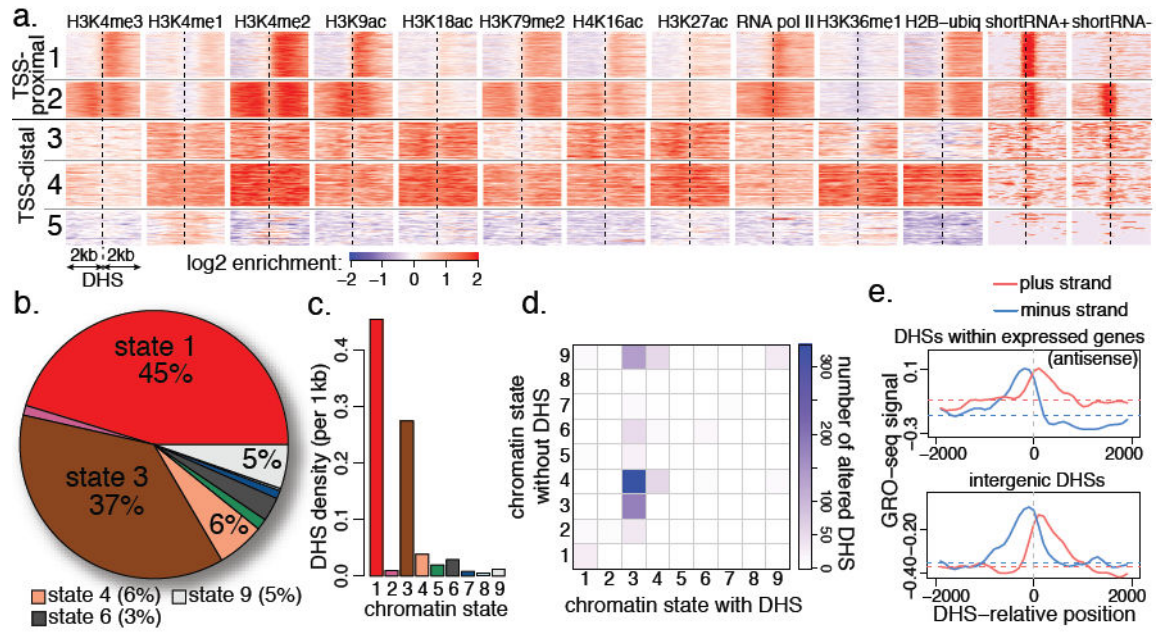 a.
H3K4me3 H3K4me1 H3K4me2 H3K9ac H3K18ac H3K79me2 H4K16ac H3K27ac RNA pol II H3K36me1 H2B-ubiq shortRNA+ shortRNA-
TSS-
proximal
1
2
TSS-distal
3
4
5
2kb 2kb
DHS
log2 enrichment:
-2 -1 0 1 2
b.
state 1
45%
state 3
37%
5%
6%
state 4 (6%) state 9 (5%)
state 6 (3%)
c.
DHS density (per 1kb)
0.4
0.3
0.2
0.1
0.0
1 2 3 4 5 6 7 8 9
chromatin state
d.
chromatin state
without DHS
9
8
7
6
5
4
3
2
1
1 2 3 4 5 6 7 8 9
chromatin state with DHS
number of altered DHS
300
200
100
50
0
e.
plus strand
minus strand
DHSs within expressed genes
(antisense)
GRO-seq signal
0.1
-0.3
-2000 0 2000
intergenic DHSs
-0.20
-0.40
-2000 0 2000
DHS-relative position